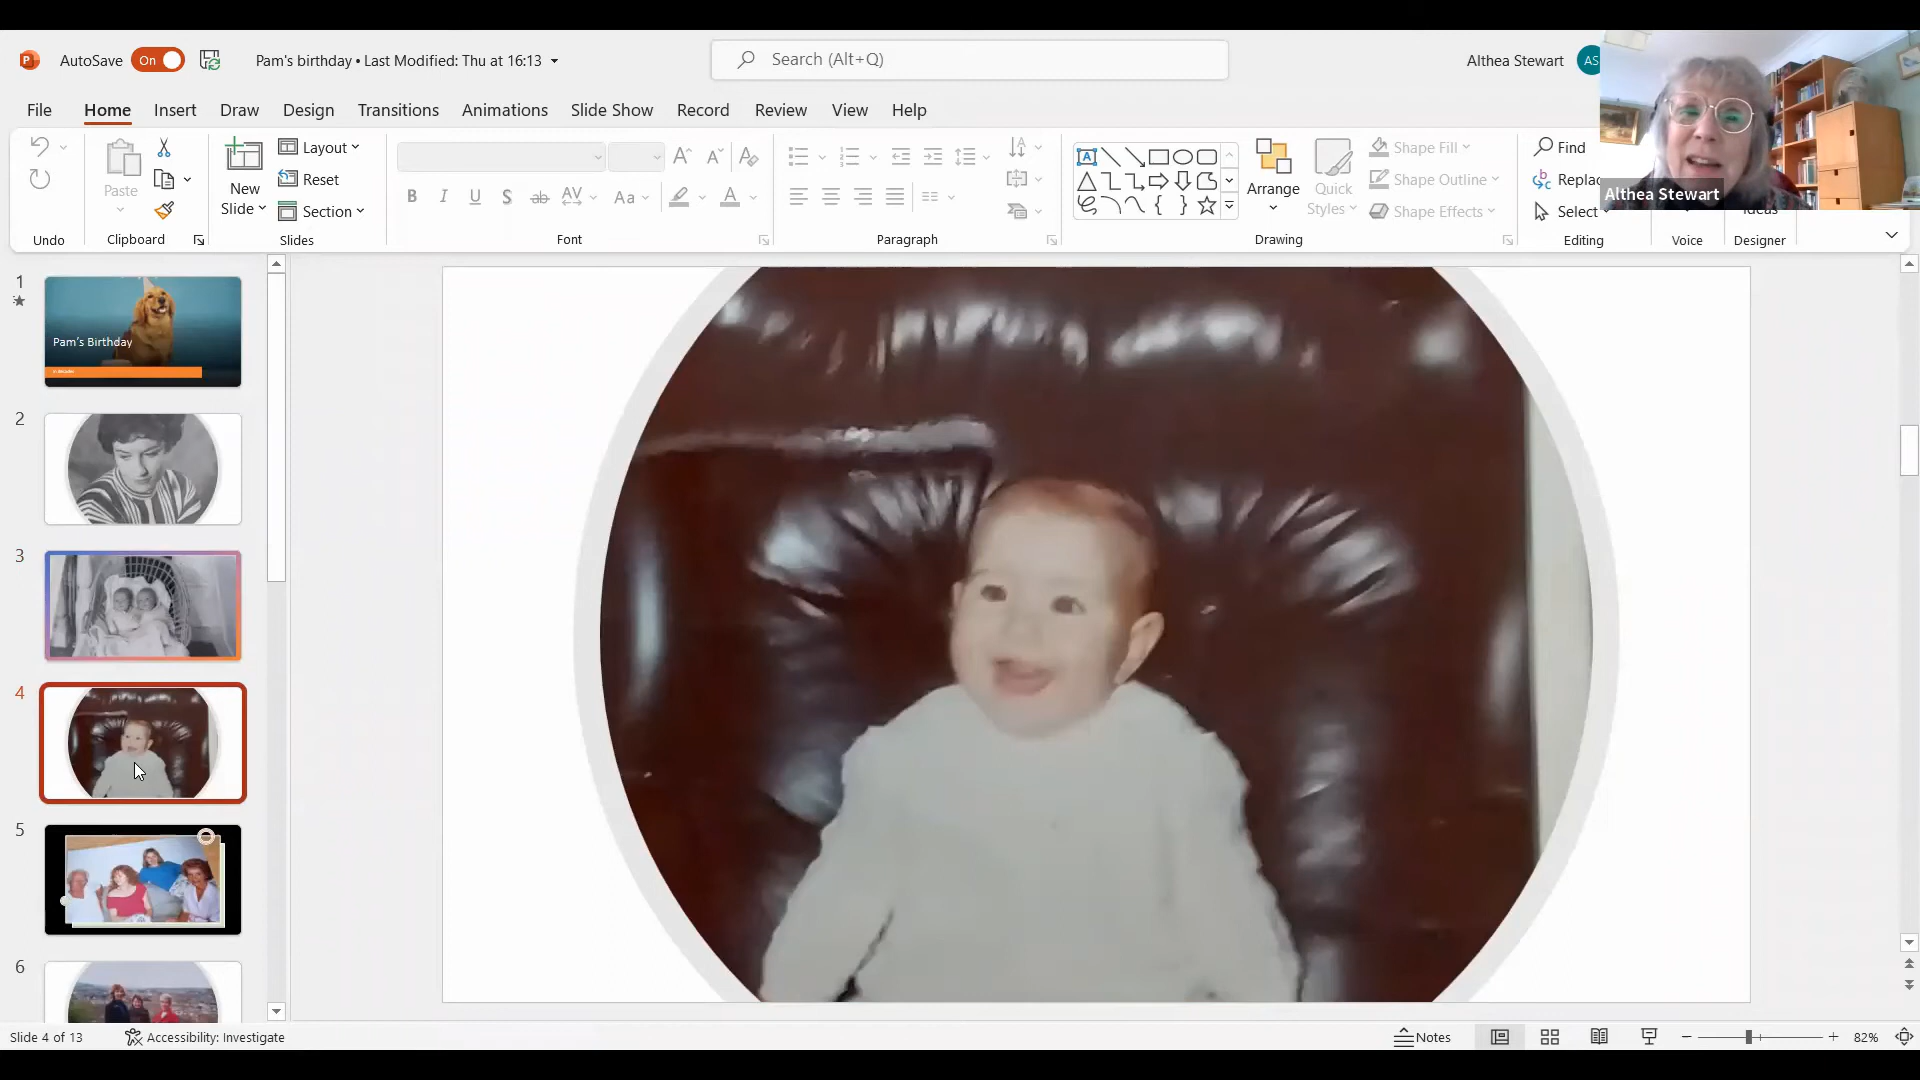 AutoSave On Pam's birthday • Last Modified: Thu at 16:13 Search (Alt+Q) Althea Stewart AS
File Home Insert Draw Design Transitions Animations Slide Show Record Review View Help
Paste
New
Slide
Layout
Reset
Section
B I U S ab AV Aa A
Find
Replac
Select
Arrange
Quick
Styles
Shape Fill
Shape Outline
Shape Effects
Althea Stewart
Undo Clipboard Slides Font Paragraph Drawing Editing Voice Designer
1
Pam's Birthday
2
3
4
5
6
Slide 4 of 13 Accessibility: Investigate Notes 82%